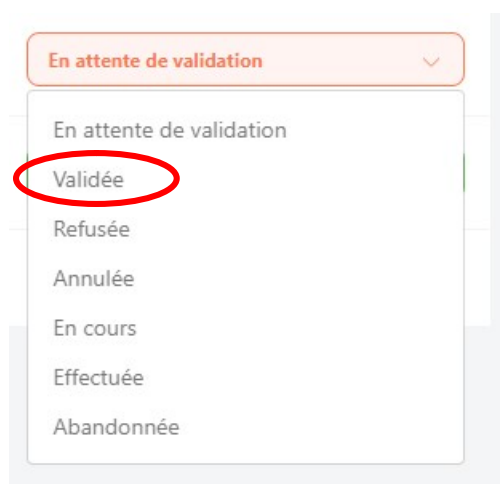 En attente de validation
En attente de validation
Validée
Refusée
Annulée
En cours
Effectuée
Abandonnée